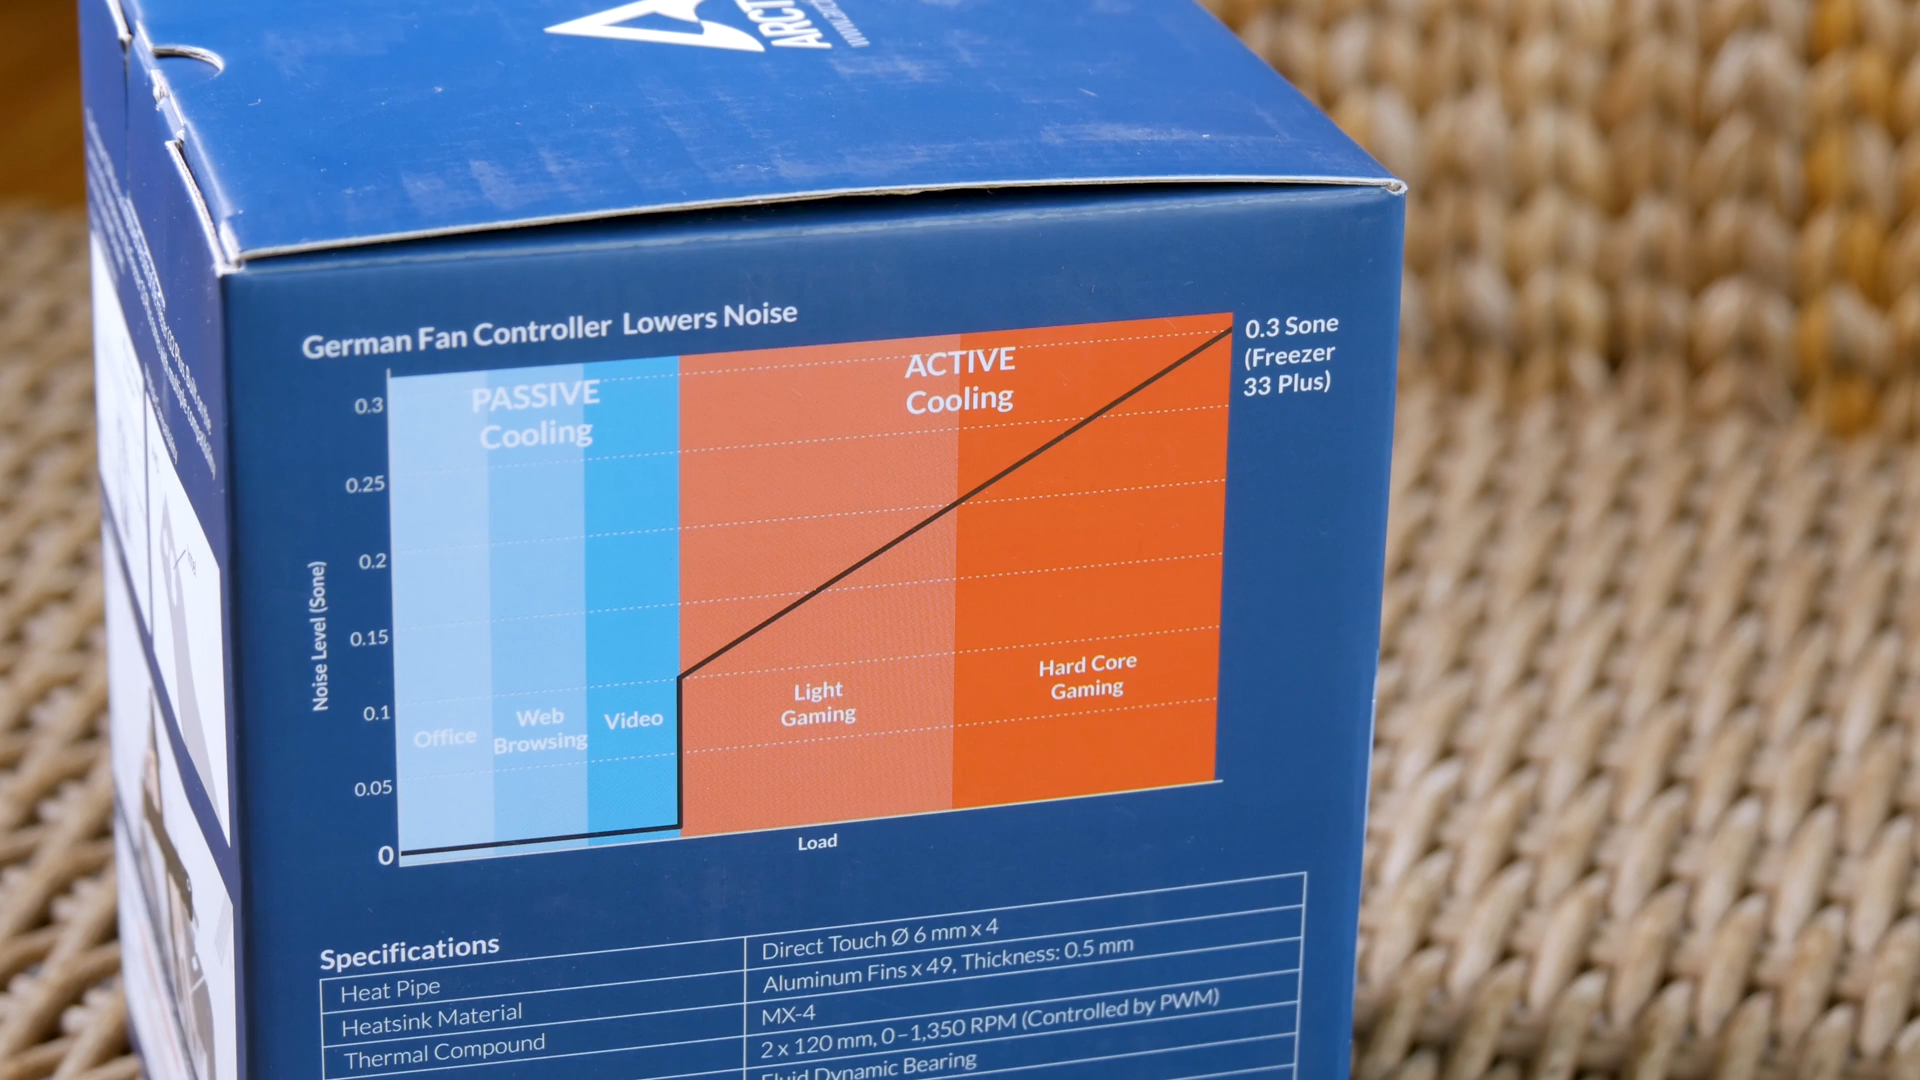 German Fan Controller Lowers Noise
PASSIVE
Cooling
ACTIVE
Cooling
0.3 Sone
(Freezer
33 Plus)
0.3
0.25
0.2
0.15
0.1
0.05
0
Noise Level (Sone)
Office
Web
Browsing
Video
Light
Gaming
Hard Core
Gaming
Load
Specifications
Heat Pipe
Direct Touch Ø 6 mm x 4
Heatsink Material
Aluminum Fins x 49, Thickness: 0.5 mm
Thermal Compound
MX-4
2 x 120 mm, 0–1,350 RPM (Controlled by PWM)
Fluid Dynamic Bearing